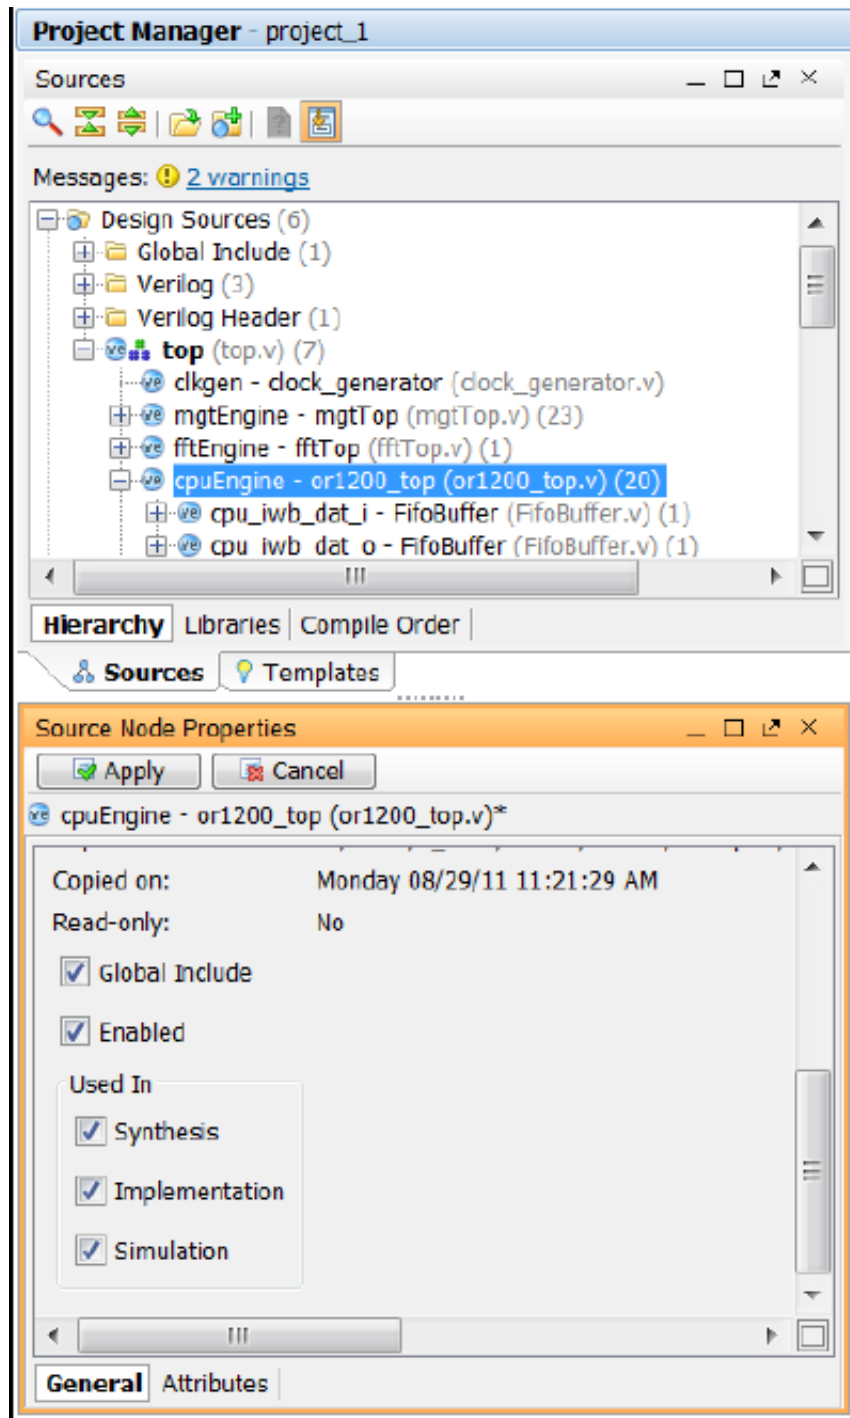 Project Manager - project_1
Sources
Messages: 2 warnings
Design Sources (6)
Global Include (1)
Verilog (3)
Verilog Header (1)
top (top.v) (7)
clkgen - clock_generator (clock_generator.v)
mgtEngine - mgtTop (mgtTop.v) (23)
fftEngine - fftTop (fftTop.v) (1)
cpuEngine - or1200_top (or1200_top.v) (20)
cpu_iwb_dat_i - FifoBuffer (FifoBuffer.v) (1)
cpu_iwb_dat_o - FifoBuffer (FifoBuffer.v) (1)
Hierarchy Libraries Compile Order
Sources Templates
Source Node Properties
Apply Cancel
cpuEngine - or1200_top (or1200_top.v)*
Copied on: Monday 08/29/11 11:21:29 AM
Read-only: No
Global Include
Enabled
Used In
Synthesis
Implementation
Simulation
General Attributes